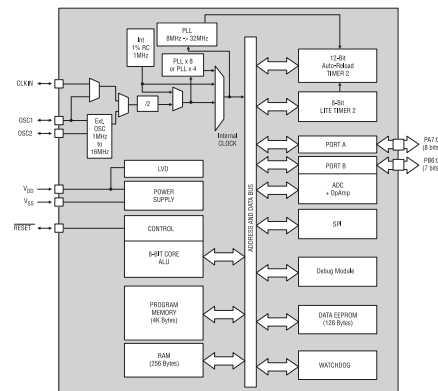 PLL
8MHz -> 32MHz
Int
1% RC
1MHz
PLL x 8
or PLL x 4
12-Bit
Auto-Reload
TIMER 2
CLKIN
8-Bit
LITE TIMER 2
/2
OSC1
OSC2
Ext.
OSC
1MHz
to
16MHz
Internal
CLOCK
PORT A
PA7:0
(8 bits)
PORT B
PB6:0
(7 bits)
ADC
+ OpAmp
LVD
VDD
VSS
POWER
SUPPLY
RESET
CONTROL
8-BIT CORE
ALU
ADDRESS AND DATA BUS
SPI
Debug Module
PROGRAM
MEMORY
(4K Bytes)
DATA EEPROM
(128 Bytes)
RAM
(256 Bytes)
WATCHDOG